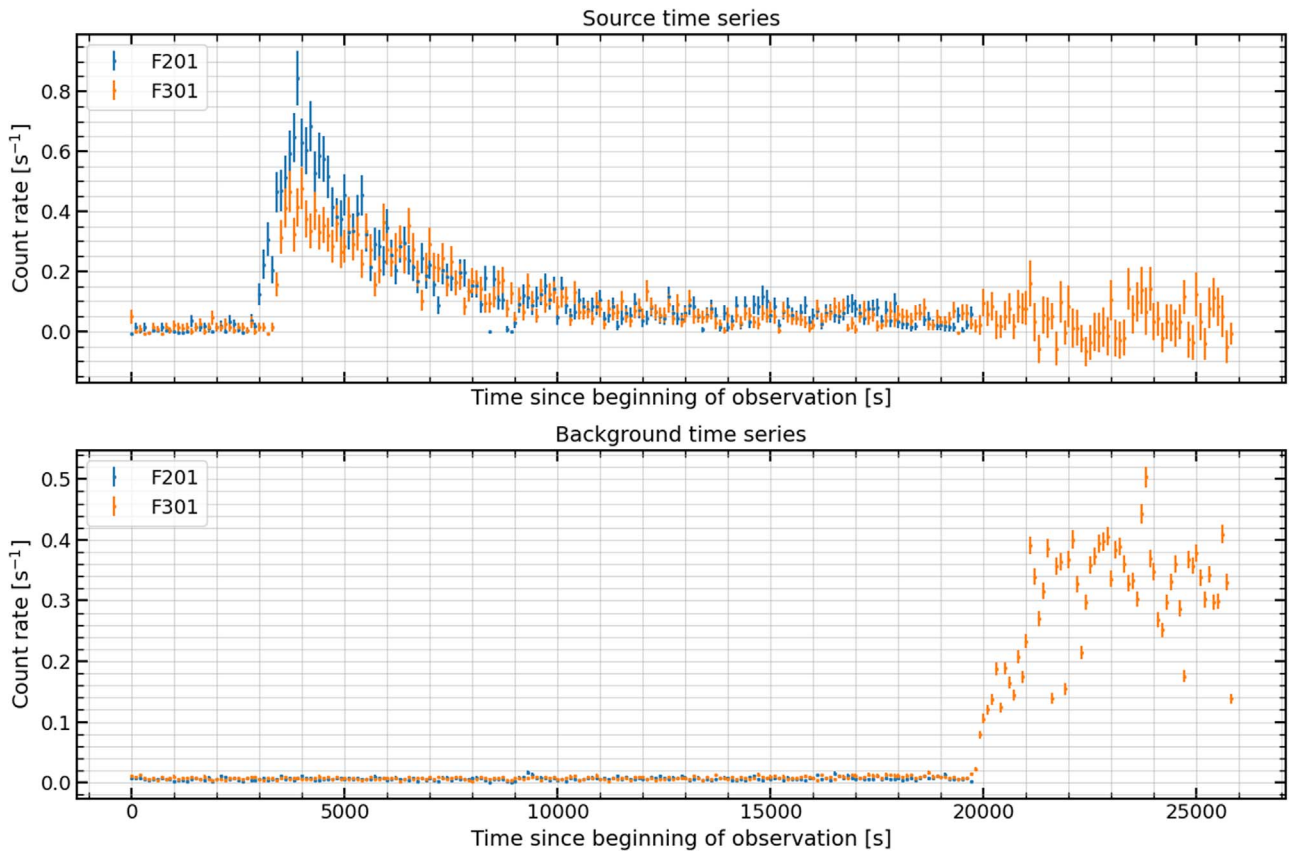 Source time series
F201
F301
0.8
0.6
0.4
0.2
0.0
Count rate [s⁻¹]
Time since beginning of observation [s]
Background time series
F201
F301
0.5
0.4
0.3
0.2
0.1
0.0
Count rate [s⁻¹]
0 5000 10000 15000 20000 25000
Time since beginning of observation [s]